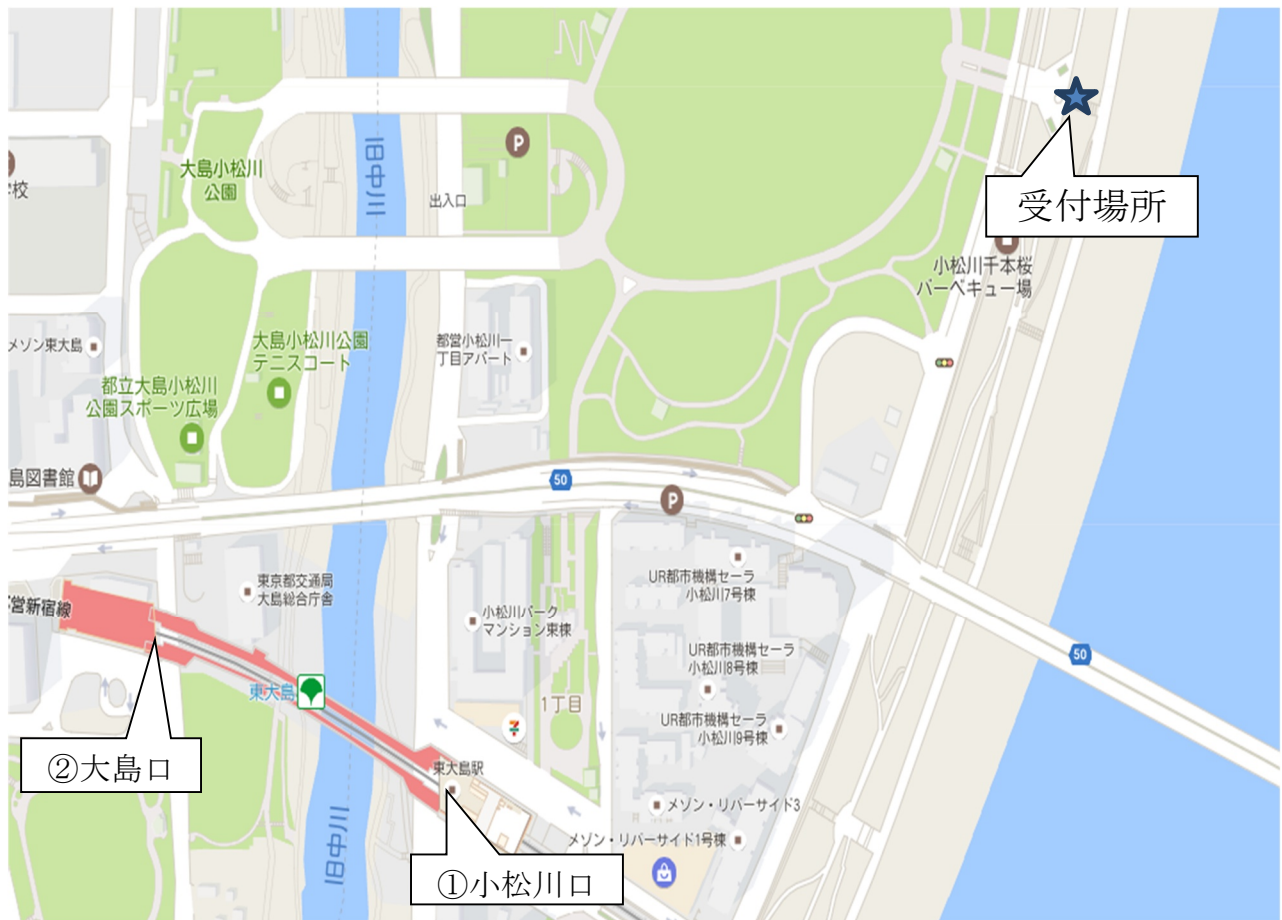 大島小松川
公園
旧中川
P
出入口
校
受付場所
小松川千本桜
バーベキュー場
メゾン東大島
大島小松川公園
テニスコート
都営小松川一
丁目アパート
都立大島小松川
公園スポーツ広場
島図書館
50
P
東京都交通局
大島総合庁舎
営新宿線
小松川パーク
マンション東棟
UR都市機構セーラ
小松川7号棟
UR都市機構セーラ
小松川8号棟
50
東大島
1丁目
7
UR都市機構セーラ
小松川9号棟
②大島口
東大島駅
メゾン・リバーサイド3
旧中川
メゾン・リバーサイド1号棟
①小松川口